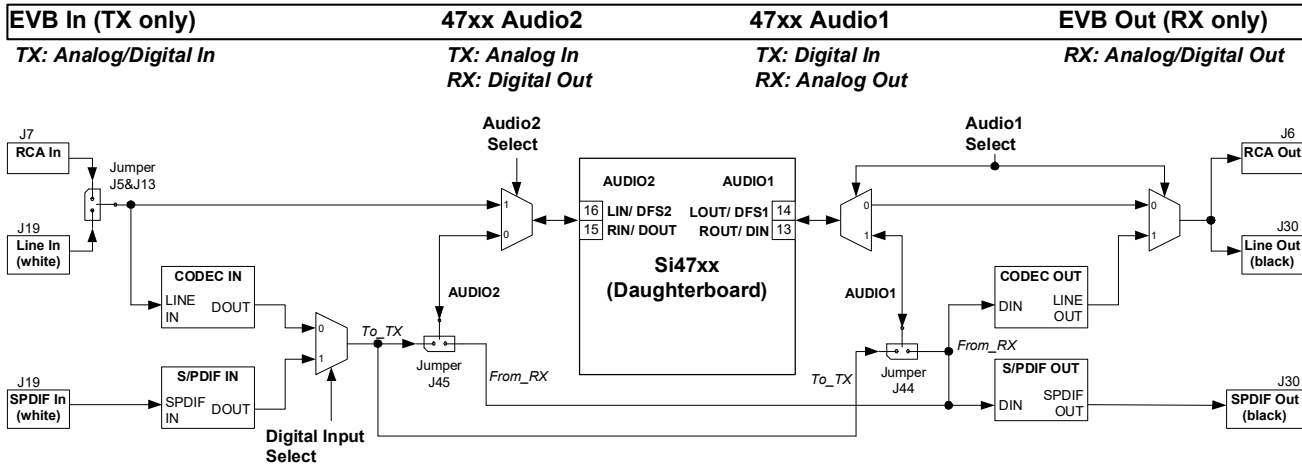 EVB In (TX only) 47xx Audio2 47xx Audio1 EVB Out (RX only)
TX: Analog/Digital In
TX: Analog In
RX: Digital Out
TX: Digital In
RX: Analog Out
RX: Analog/Digital Out
J7
RCA In
Jumper
J5&J13
J19
Line In
(white)
CODEC IN
LINE
IN
DOUT
J19
SPDIF In
(white)
S/PDIF IN
SPDIF
IN
DOUT
0
1
Digital Input
Select
To_TX
Jumper
J45
From_RX
AUDIO2
Audio2
Select
1
0
AUDIO2 AUDIO1
16 LIN/ DFS2 LOUT/ DFS1 14
15 RIN/ DOUT ROUT/ DIN 13
Si47xx
(Daughterboard)
Audio1
Select
0
1
AUDIO1
To_TX
Jumper
J44
From_RX
CODEC OUT
DIN
LINE
OUT
S/PDIF OUT
DIN
SPDIF
OUT
0
1
J6
RCA Out
J30
Line Out
(black)
J30
SPDIF Out
(black)